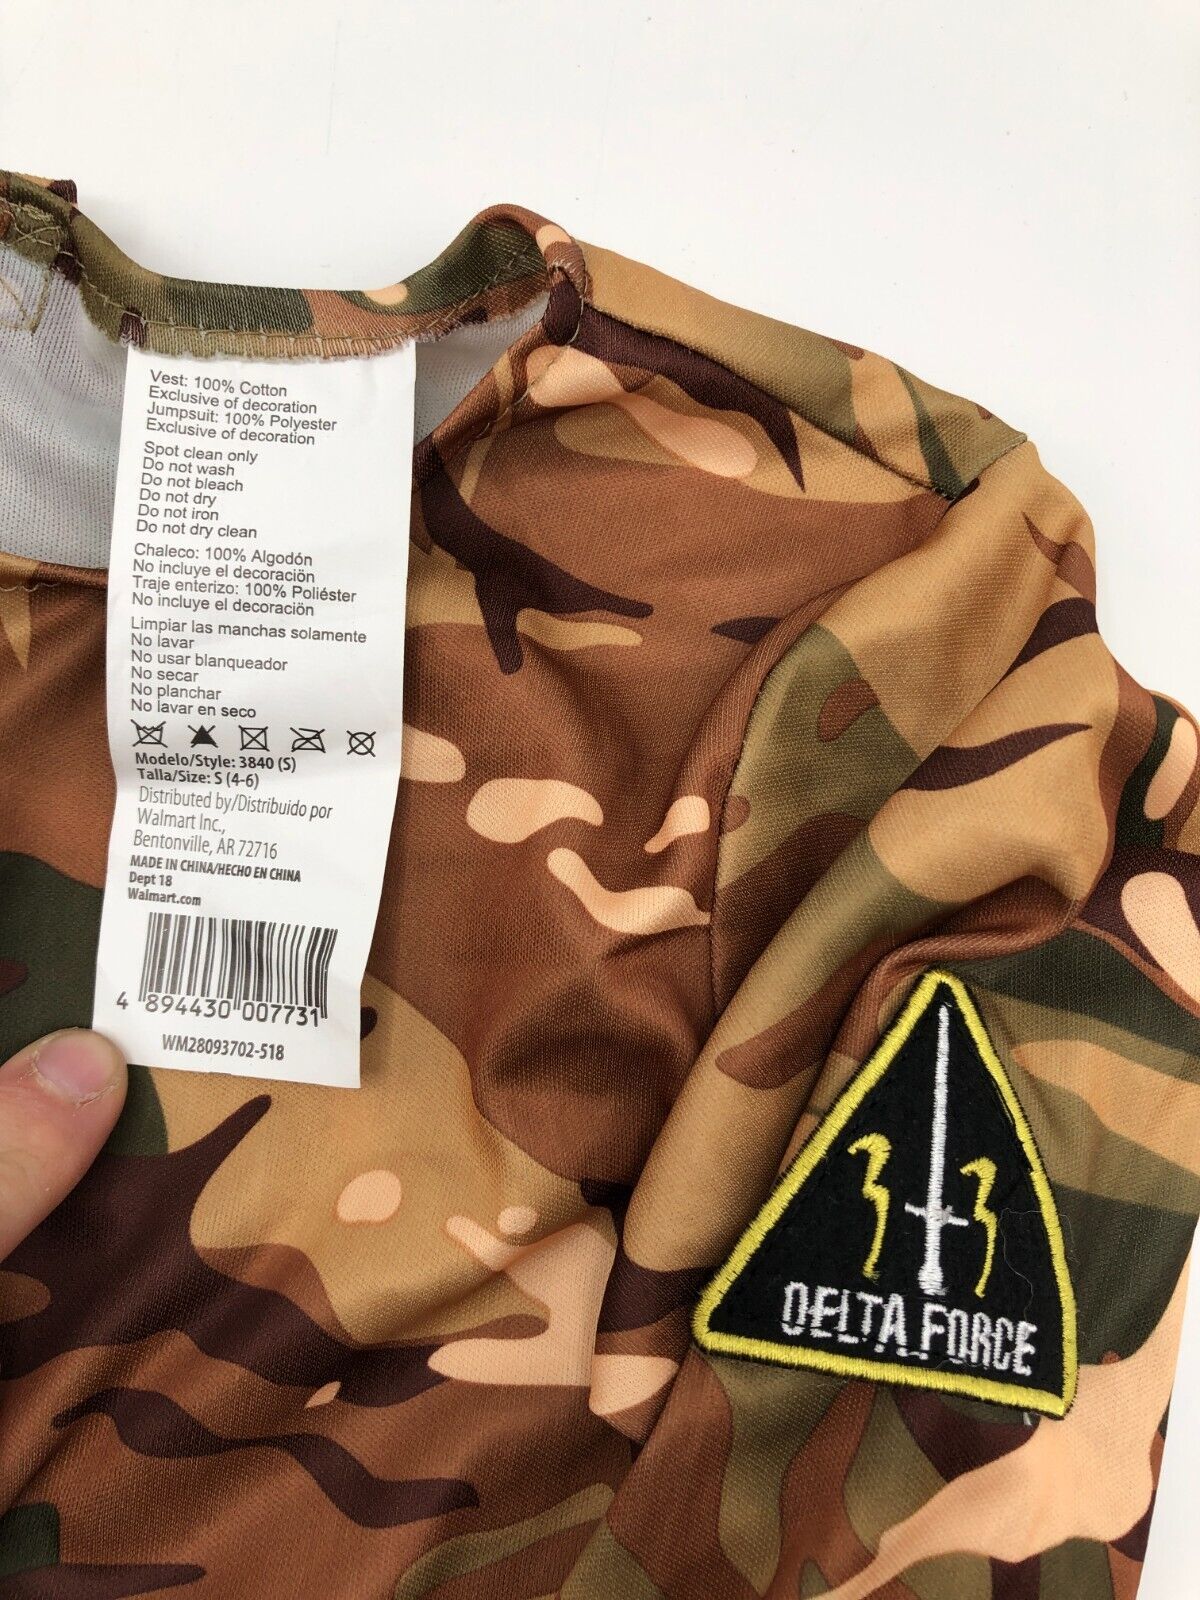 Vest: 100% Cotton
Exclusive of decoration
Jumpsuit: 100% Polyester
Exclusive of decoration
Spot clean only
Do not wash
Do not bleach
Do not dry
Do not iron
Do not dry clean
Chaleco: 100% Algodón
No incluye el decoraciön
Traje enterizo: 100% Poliéster
No incluye el decoraciön
Limpiar las manchas solamente
No lavar
No usar blanqueador
No secar
No planchar
No lavar en seco
Modelo/Style: 3840 (S)
Talla/Size: S (4-6)
Distributed by/Distribuido por
Walmart Inc.,
Bentonville, AR 72716
MADE IN CHINA/HECHO EN CHINA
Dept 18
Walmart.com
4 894430 007731
WM28093702-518
DELTA FORCE